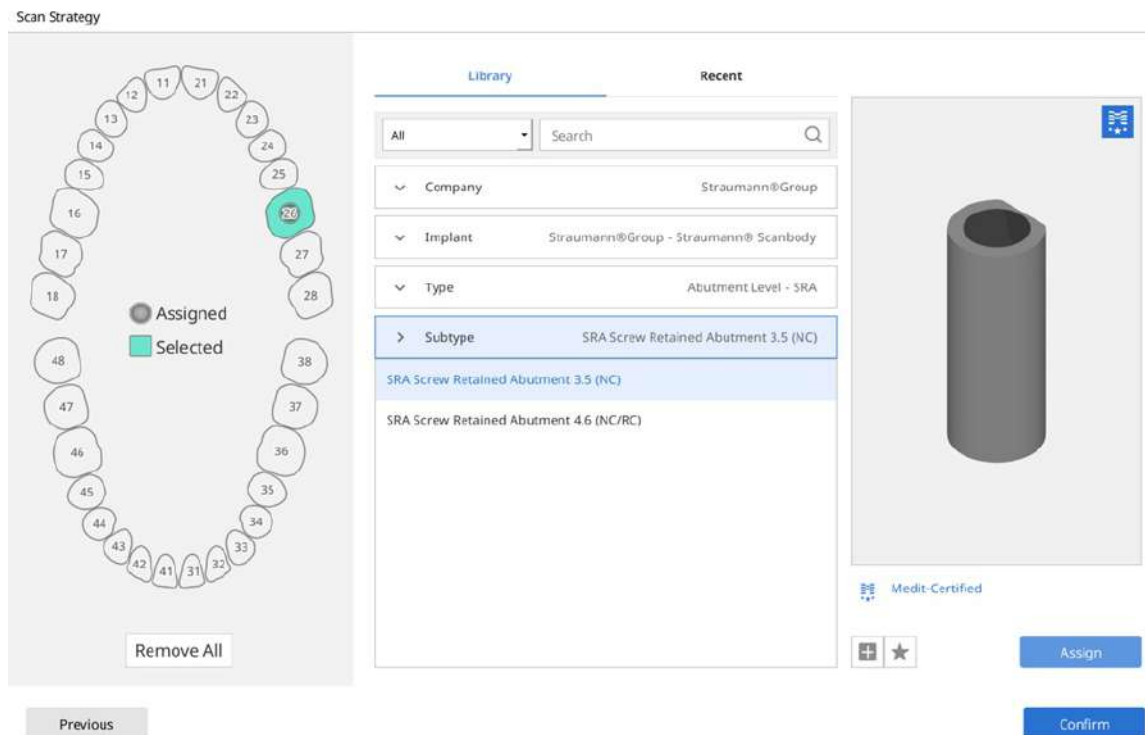 Scan Strategy
11 21
12 22
13 23
14 24
15 25
16 26
17 27
18 28
Assigned
Selected
48 38
47 37
46 36
45 35
44 34
43 33
42 41 31 32
Remove All
Library Recent
All Search
Company Straumann®Group
Implant Straumann®Group - Straumann® Scanbody
Type Abutment Level - SRA
Subtype SRA Screw Retained Abutment 3.5 (NC)
SRA Screw Retained Abutment 3.5 (NC)
SRA Screw Retained Abutment 4.6 (NC/RC)
Medit-Certified
Assign
Previous Confirm